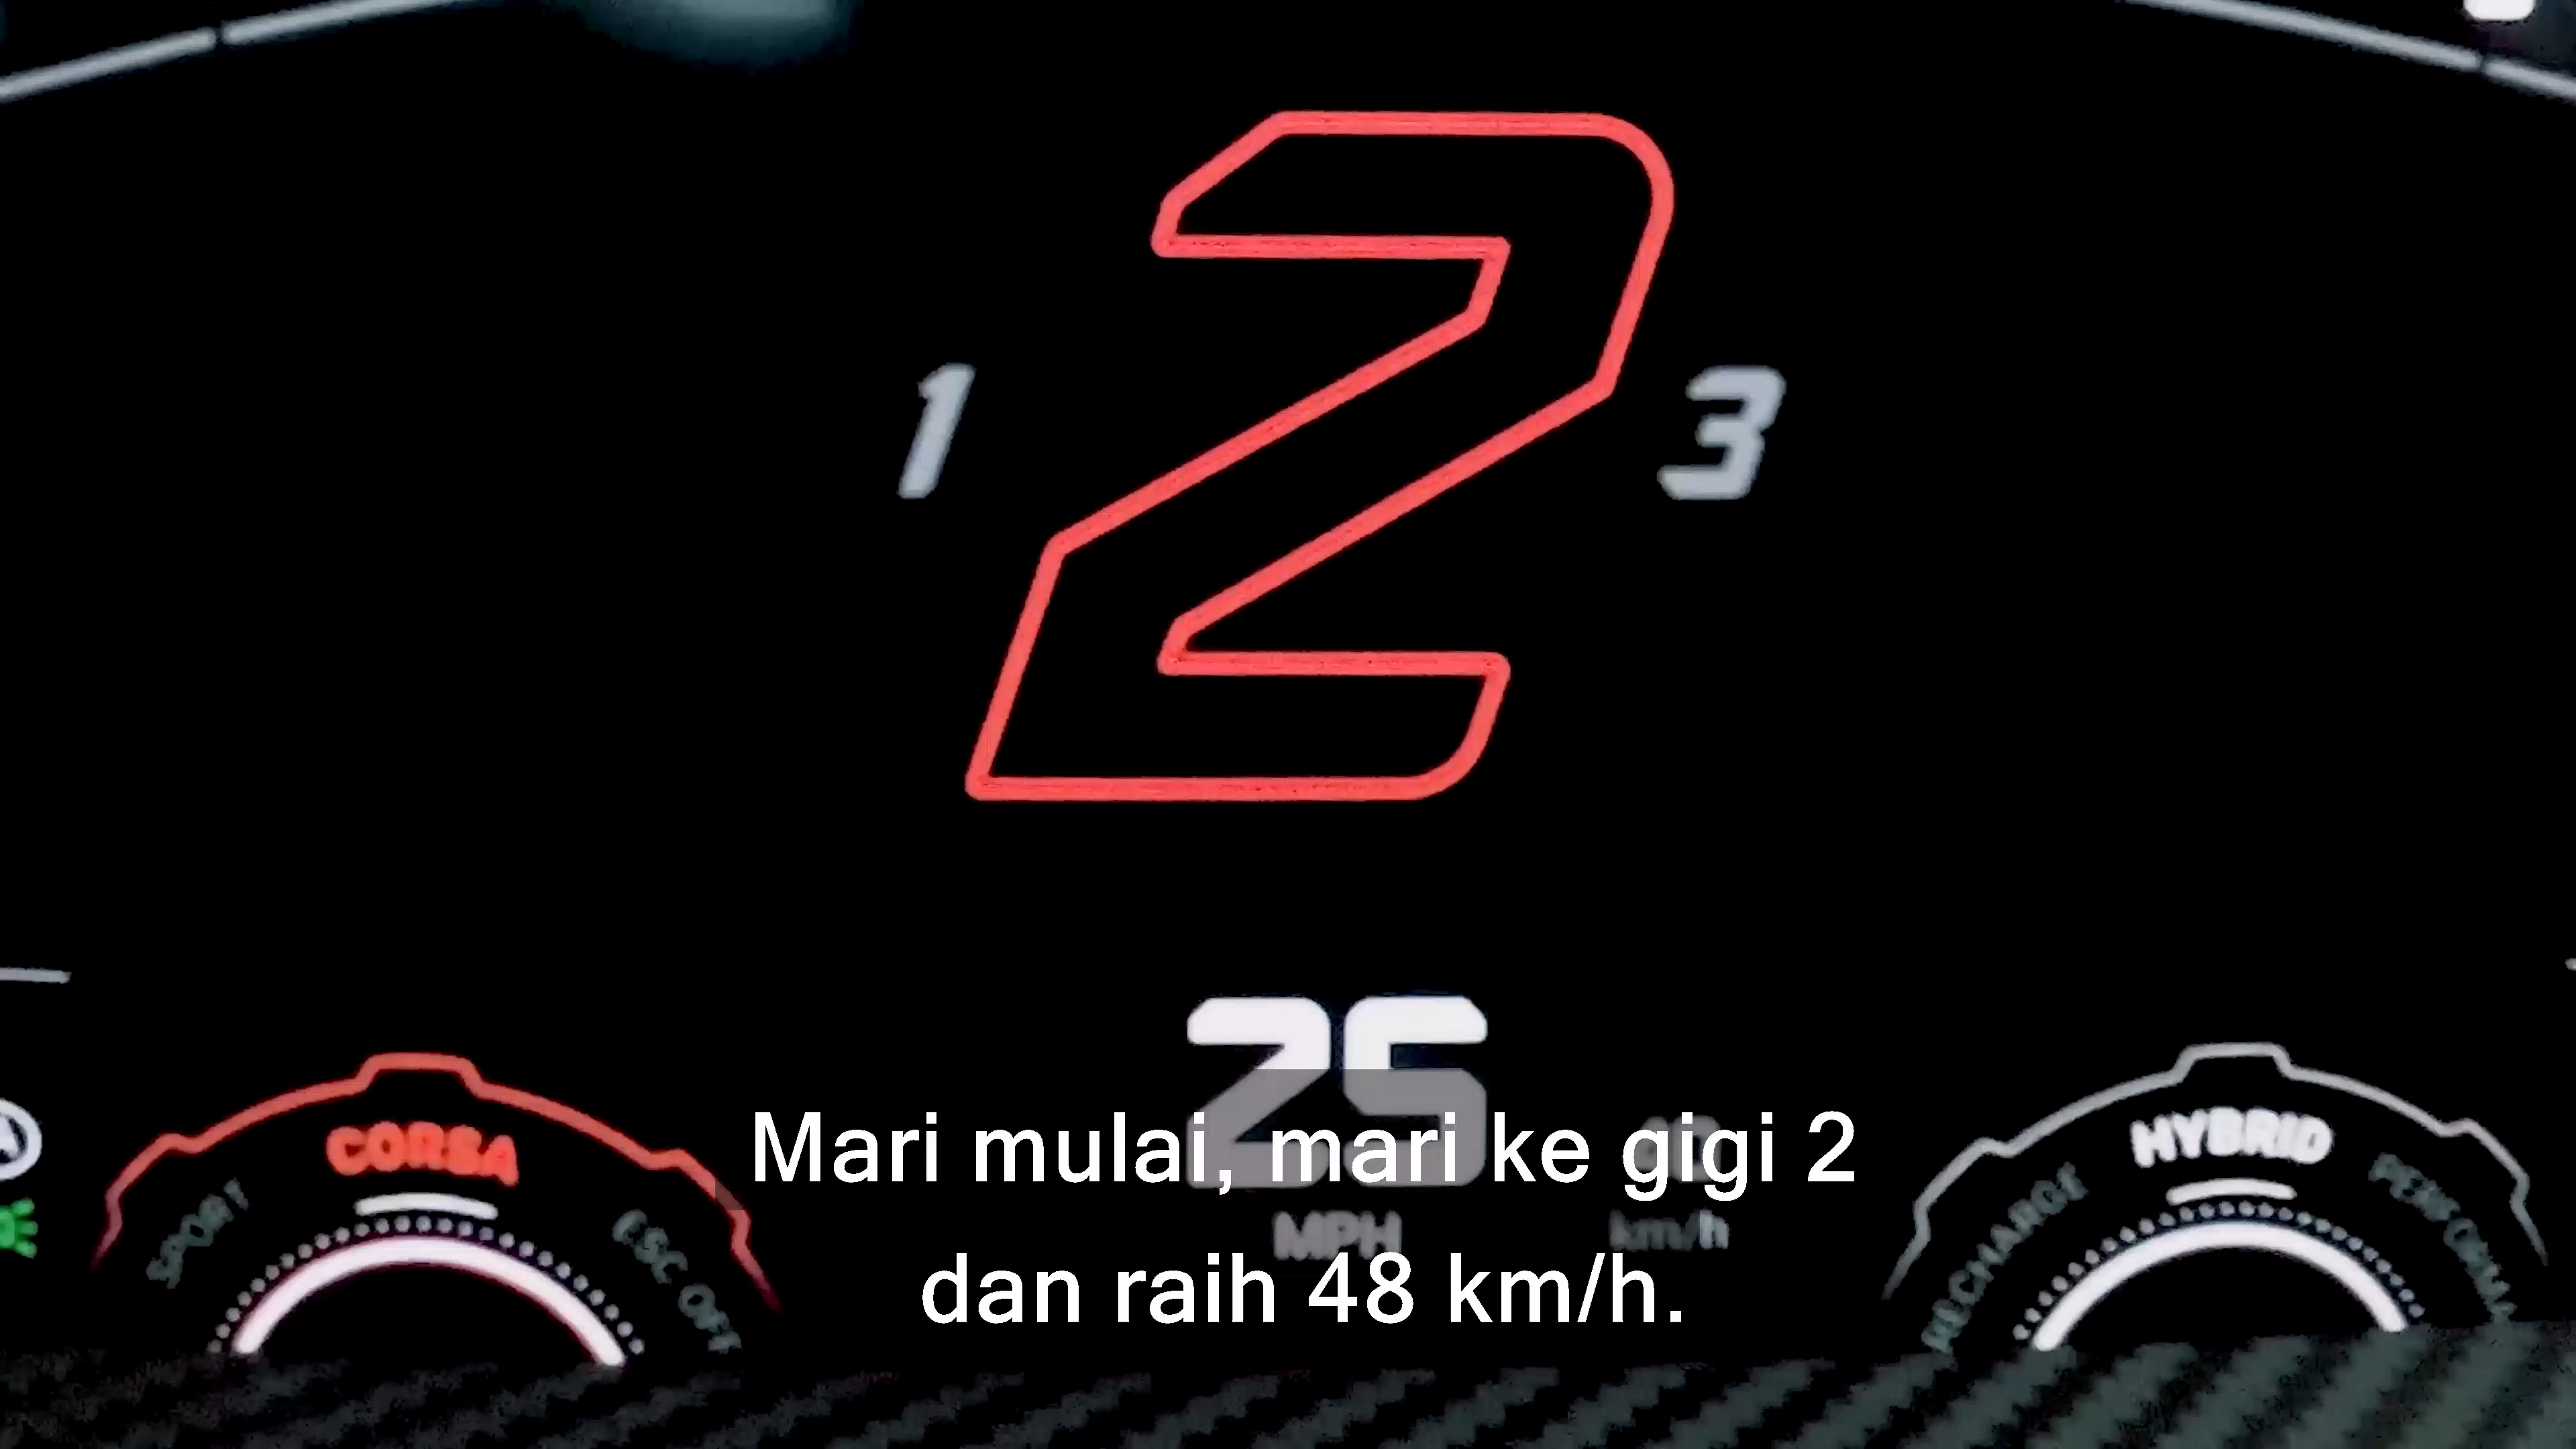 2
1
3
25
MPH
km/h
CORSA
SPORT
ESC OFF
HYBRID
RECHARGE
Mari mulai, mari ke gigi 2
dan raih 48 km/h.